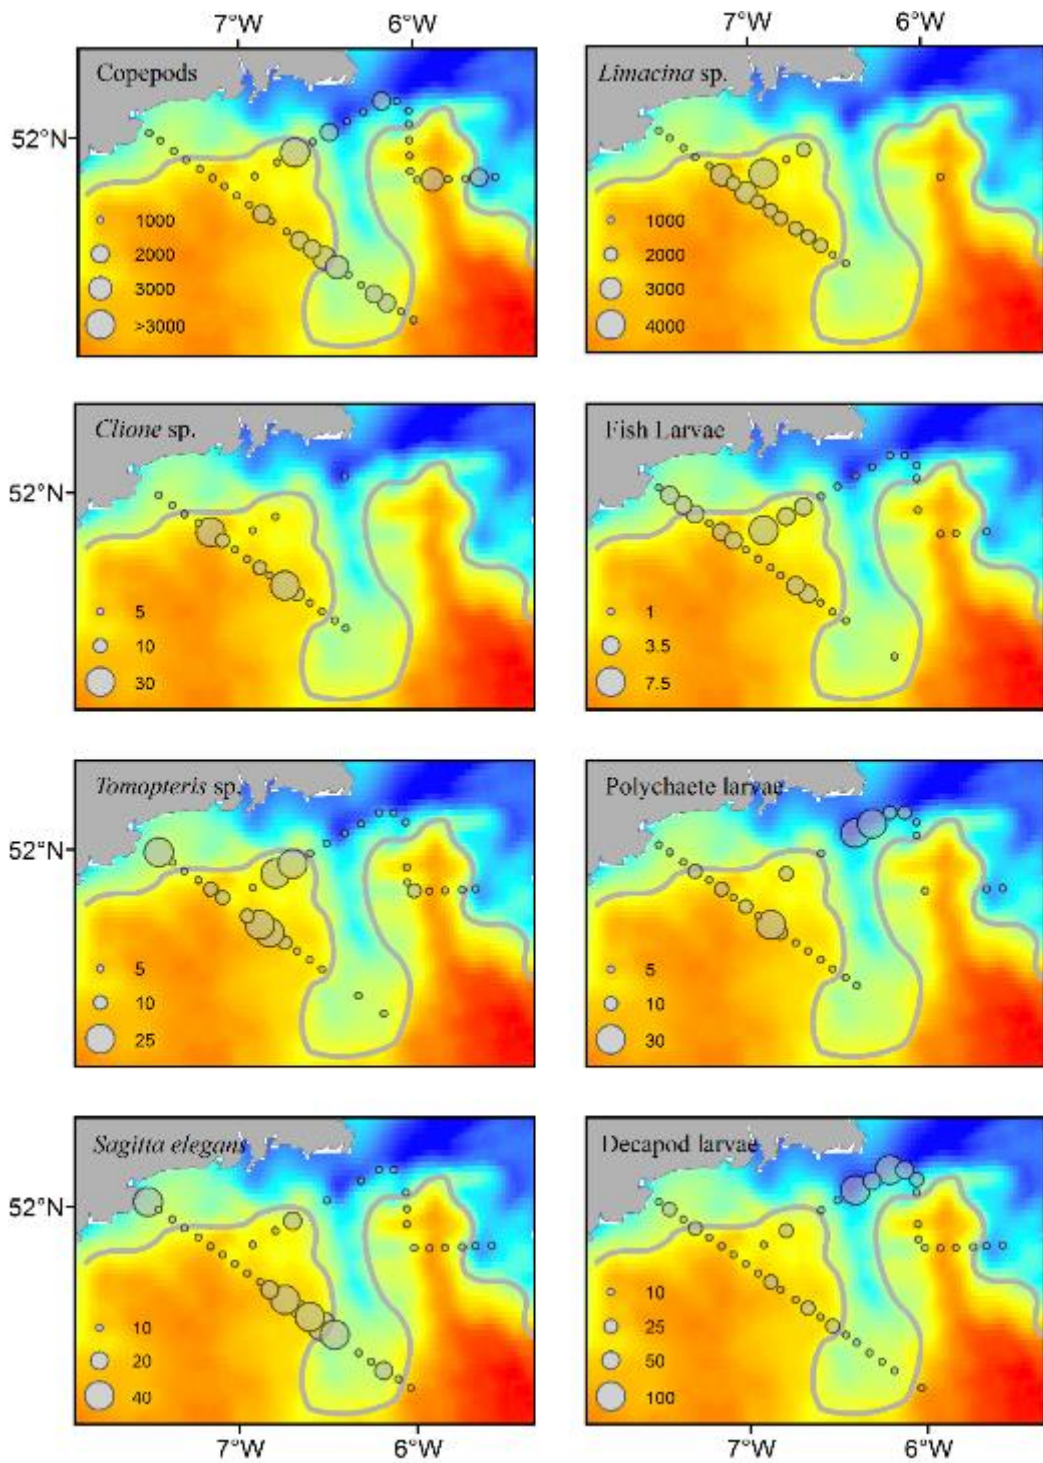 7°W 6°W 7°W 6°W
Copepods
52°N
1000
2000
3000
>3000
Limacina sp.
1000
2000
3000
4000
Clione sp.
52°N
5
10
30
Fish Larvae
1
3.5
7.5
Tomopteris sp.
52°N
5
10
25
Polychaete larvae
5
10
30
Sagitta elegans
52°N
10
20
40
Decapod larvae
10
25
50
100
7°W 6°W 7°W 6°W